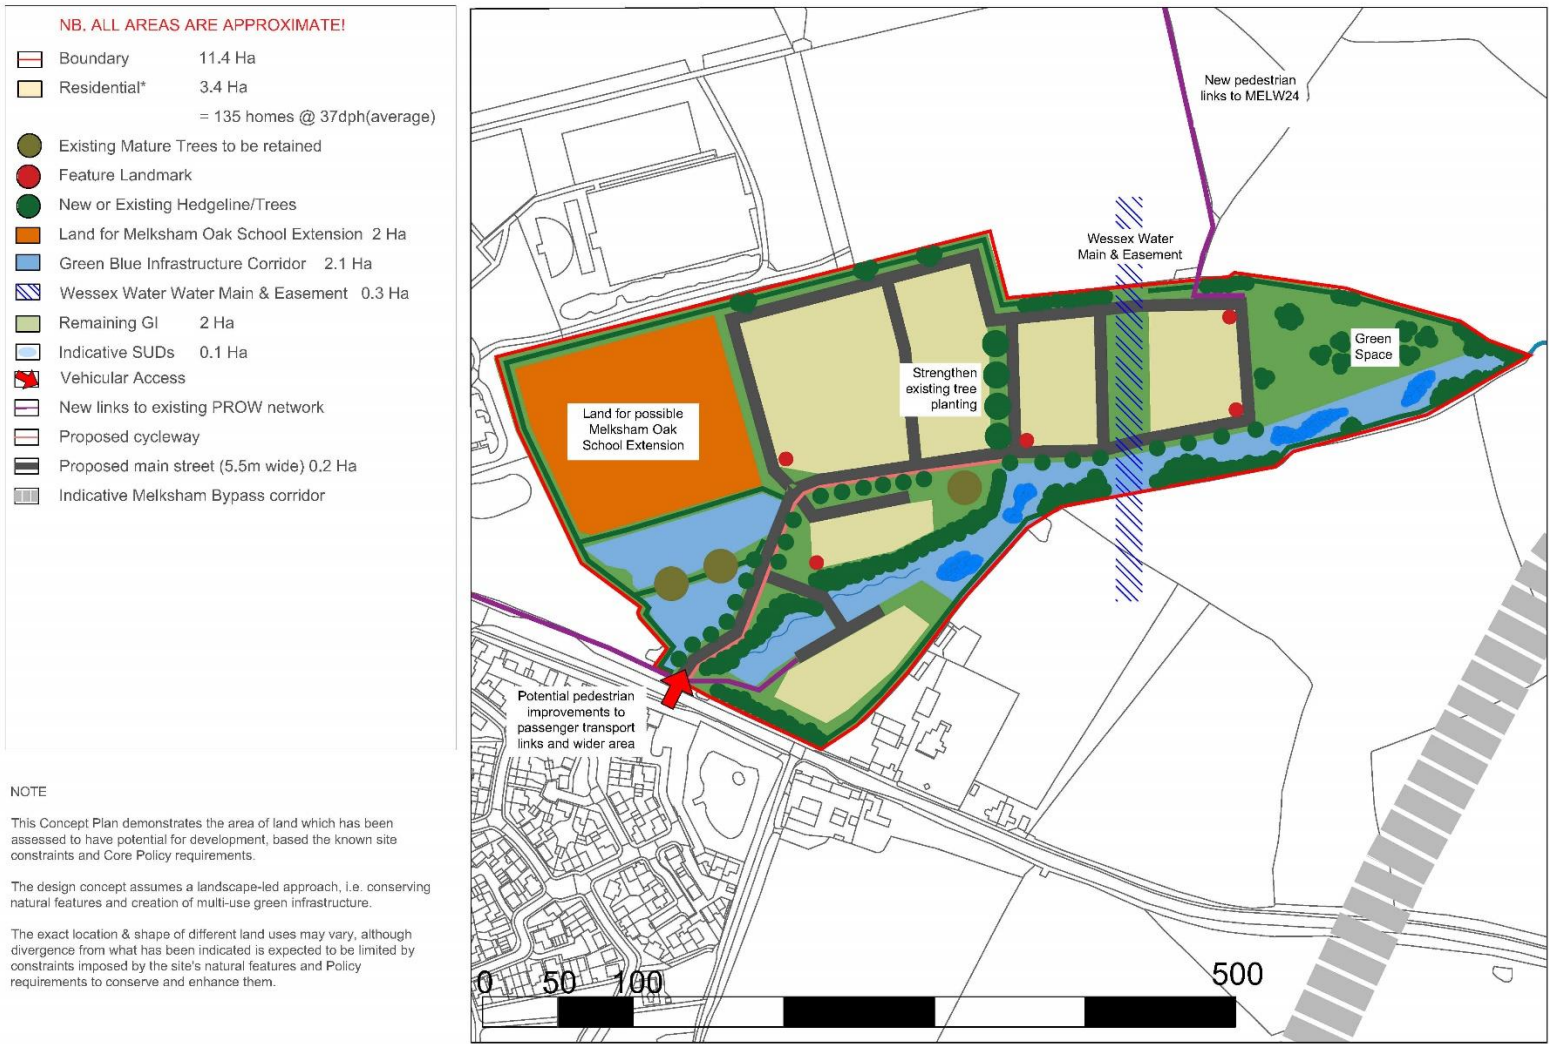 NB. ALL AREAS ARE APPROXIMATE!
Boundary 11.4 Ha
Residential* 3.4 Ha
= 135 homes @ 37dph(average)
Existing Mature Trees to be retained
Feature Landmark
New or Existing Hedgeline/Trees
Land for Melksham Oak School Extension 2 Ha
Green Blue Infrastructure Corridor 2.1 Ha
Wessex Water Water Main & Easement 0.3 Ha
Remaining GI 2 Ha
Indicative SUDs 0.1 Ha
Vehicular Access
New links to existing PROW network
Proposed cycleway
Proposed main street (5.5m wide) 0.2 Ha
Indicative Melksham Bypass corridor
NOTE
This Concept Plan demonstrates the area of land which has been
assessed to have potential for development, based the known site
constraints and Core Policy requirements.
The design concept assumes a landscape-led approach, i.e. conserving
natural features and creation of multi-use green infrastructure.
The exact location & shape of different land uses may vary, although
divergence from what has been indicated is expected to be limited by
constraints imposed by the site's natural features and Policy
requirements to conserve and enhance them.
New pedestrian
links to MELW24
Wessex Water
Main & Easement
Green
Space
Strengthen
existing tree
planting
Land for possible
Melksham Oak
School Extension
Potential pedestrian
improvements to
passenger transport
links and wider area
0 50 100 500